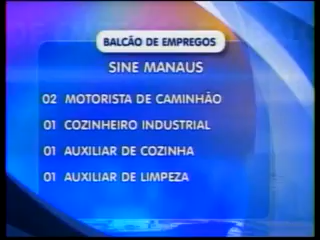 BALCÃO DE EMPREGOS
SINE MANAUS
02 MOTORISTA DE CAMINHÃO
01 COZINHEIRO INDUSTRIAL
01 AUXILIAR DE COZINHA
01 AUXILIAR DE LIMPEZA